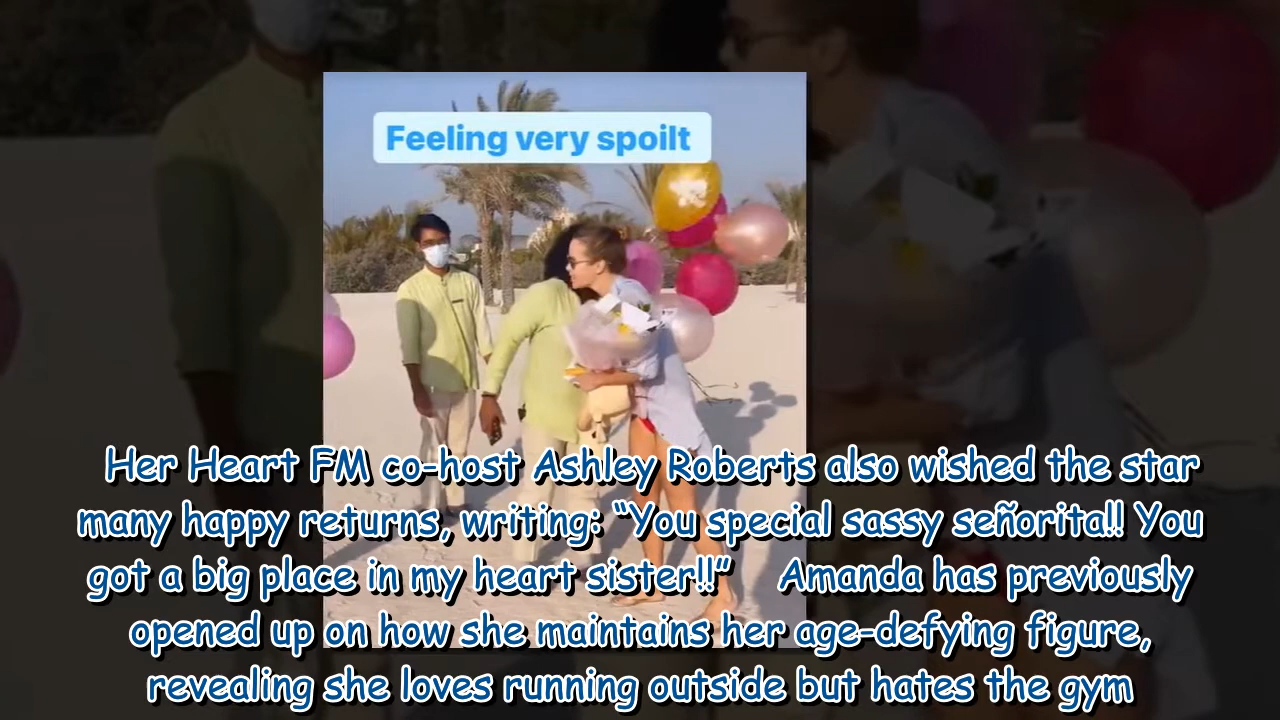 Feeling very spoilt
Her Heart FM co-host Ashley Roberts also wished the star
many happy returns, writing: “You special sassy señorita!! You
got a big place in my heart sister!!” Amanda has previously
opened up on how she maintains her age-defying figure,
revealing she loves running outside but hates the gym